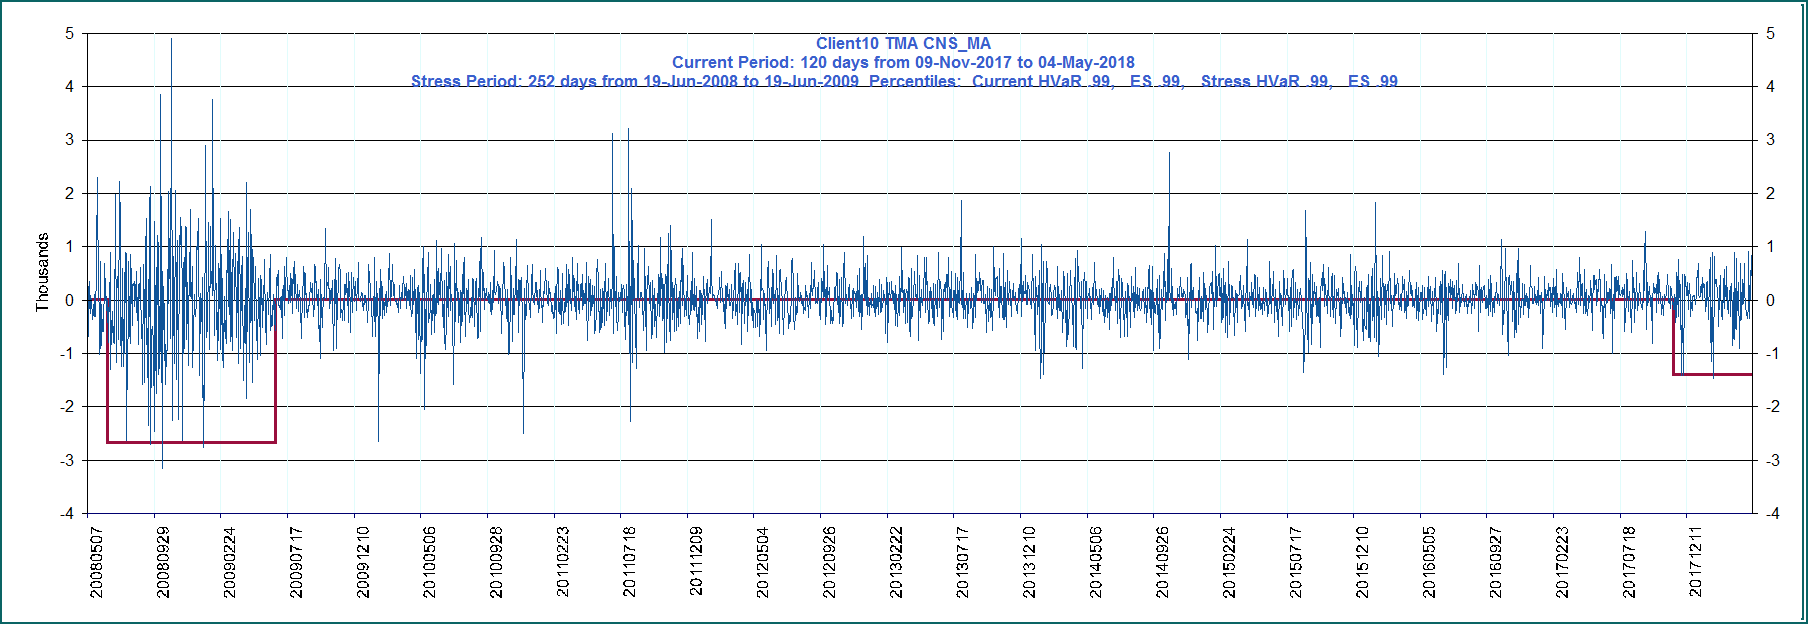 Client10 TMA CNS_MA
Current Period: 120 days from 09-Nov-2017 to 04-May-2018
Stress Period: 252 days from 19-Jun-2008 to 19-Jun-2009 Percentiles: Current HVaR .99, ES .99, Stress HVaR .99, ES .99
5 5
4 4
3 3
2 2
1 1
0 0
-1 -1
-2 -2
-3 -3
-4 -4
Thousands
20080507 20080929 20090224 20090717 20091210 20100506 20100928 20110223 20110718 20111209 20120504 20120926 20130222 20130717 20131210 20140506 20140926 20150224 20150717 20151210 20160505 20160927 20170223 20170718 20171211